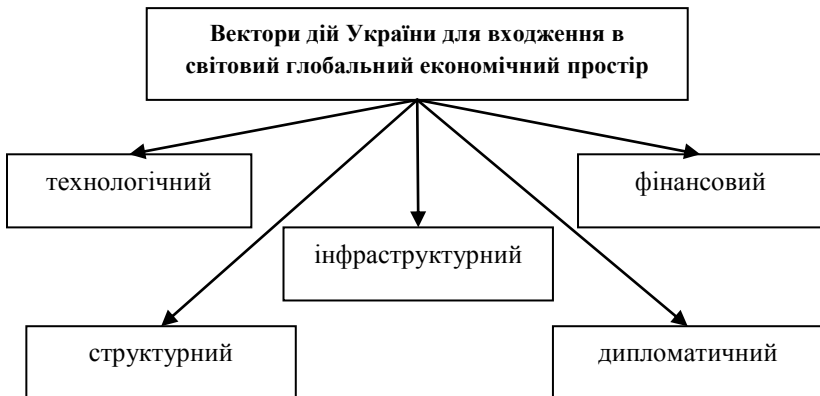 Вектори дій України для входження в
світовий глобальний економічний простір
технологічний
фінансовий
інфраструктурний
структурний
дипломатичний